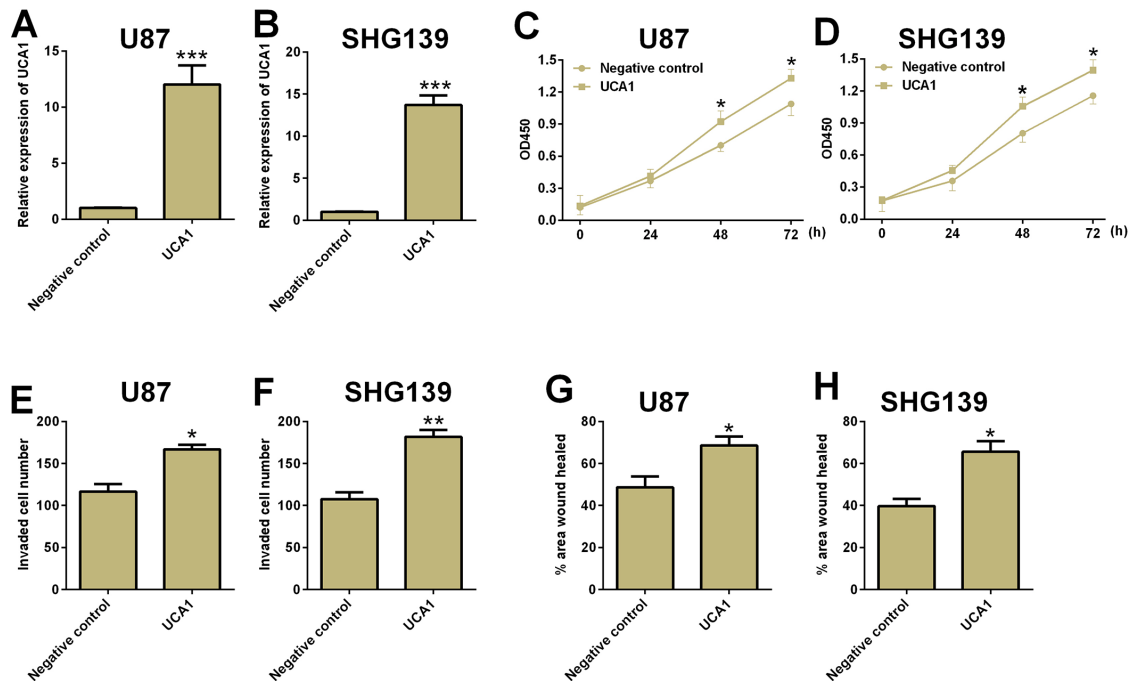 A
U87
Relative expression of UCA1
15
10
5
0
***
Negative control
UCA1
B
SHG139
Relative expression of UCA1
20
15
10
5
0
***
Negative control
UCA1
C
U87
Negative control
UCA1
OD450
1.5
1.2
0.9
0.6
0.3
0.0
*
*
0 24 48 72 (h)
D
SHG139
Negative control
UCA1
OD450
1.5
1.2
0.9
0.6
0.3
0.0
*
*
0 24 48 72 (h)
E
U87
Invaded cell number
200
150
100
50
0
*
Negative control
UCA1
F
SHG139
Invaded cell number
200
150
100
50
0
**
Negative control
UCA1
G
U87
% area wound healed
80
60
40
20
0
*
Negative control
UCA1
H
SHG139
% area wound healed
80
60
40
20
0
*
Negative control
UCA1